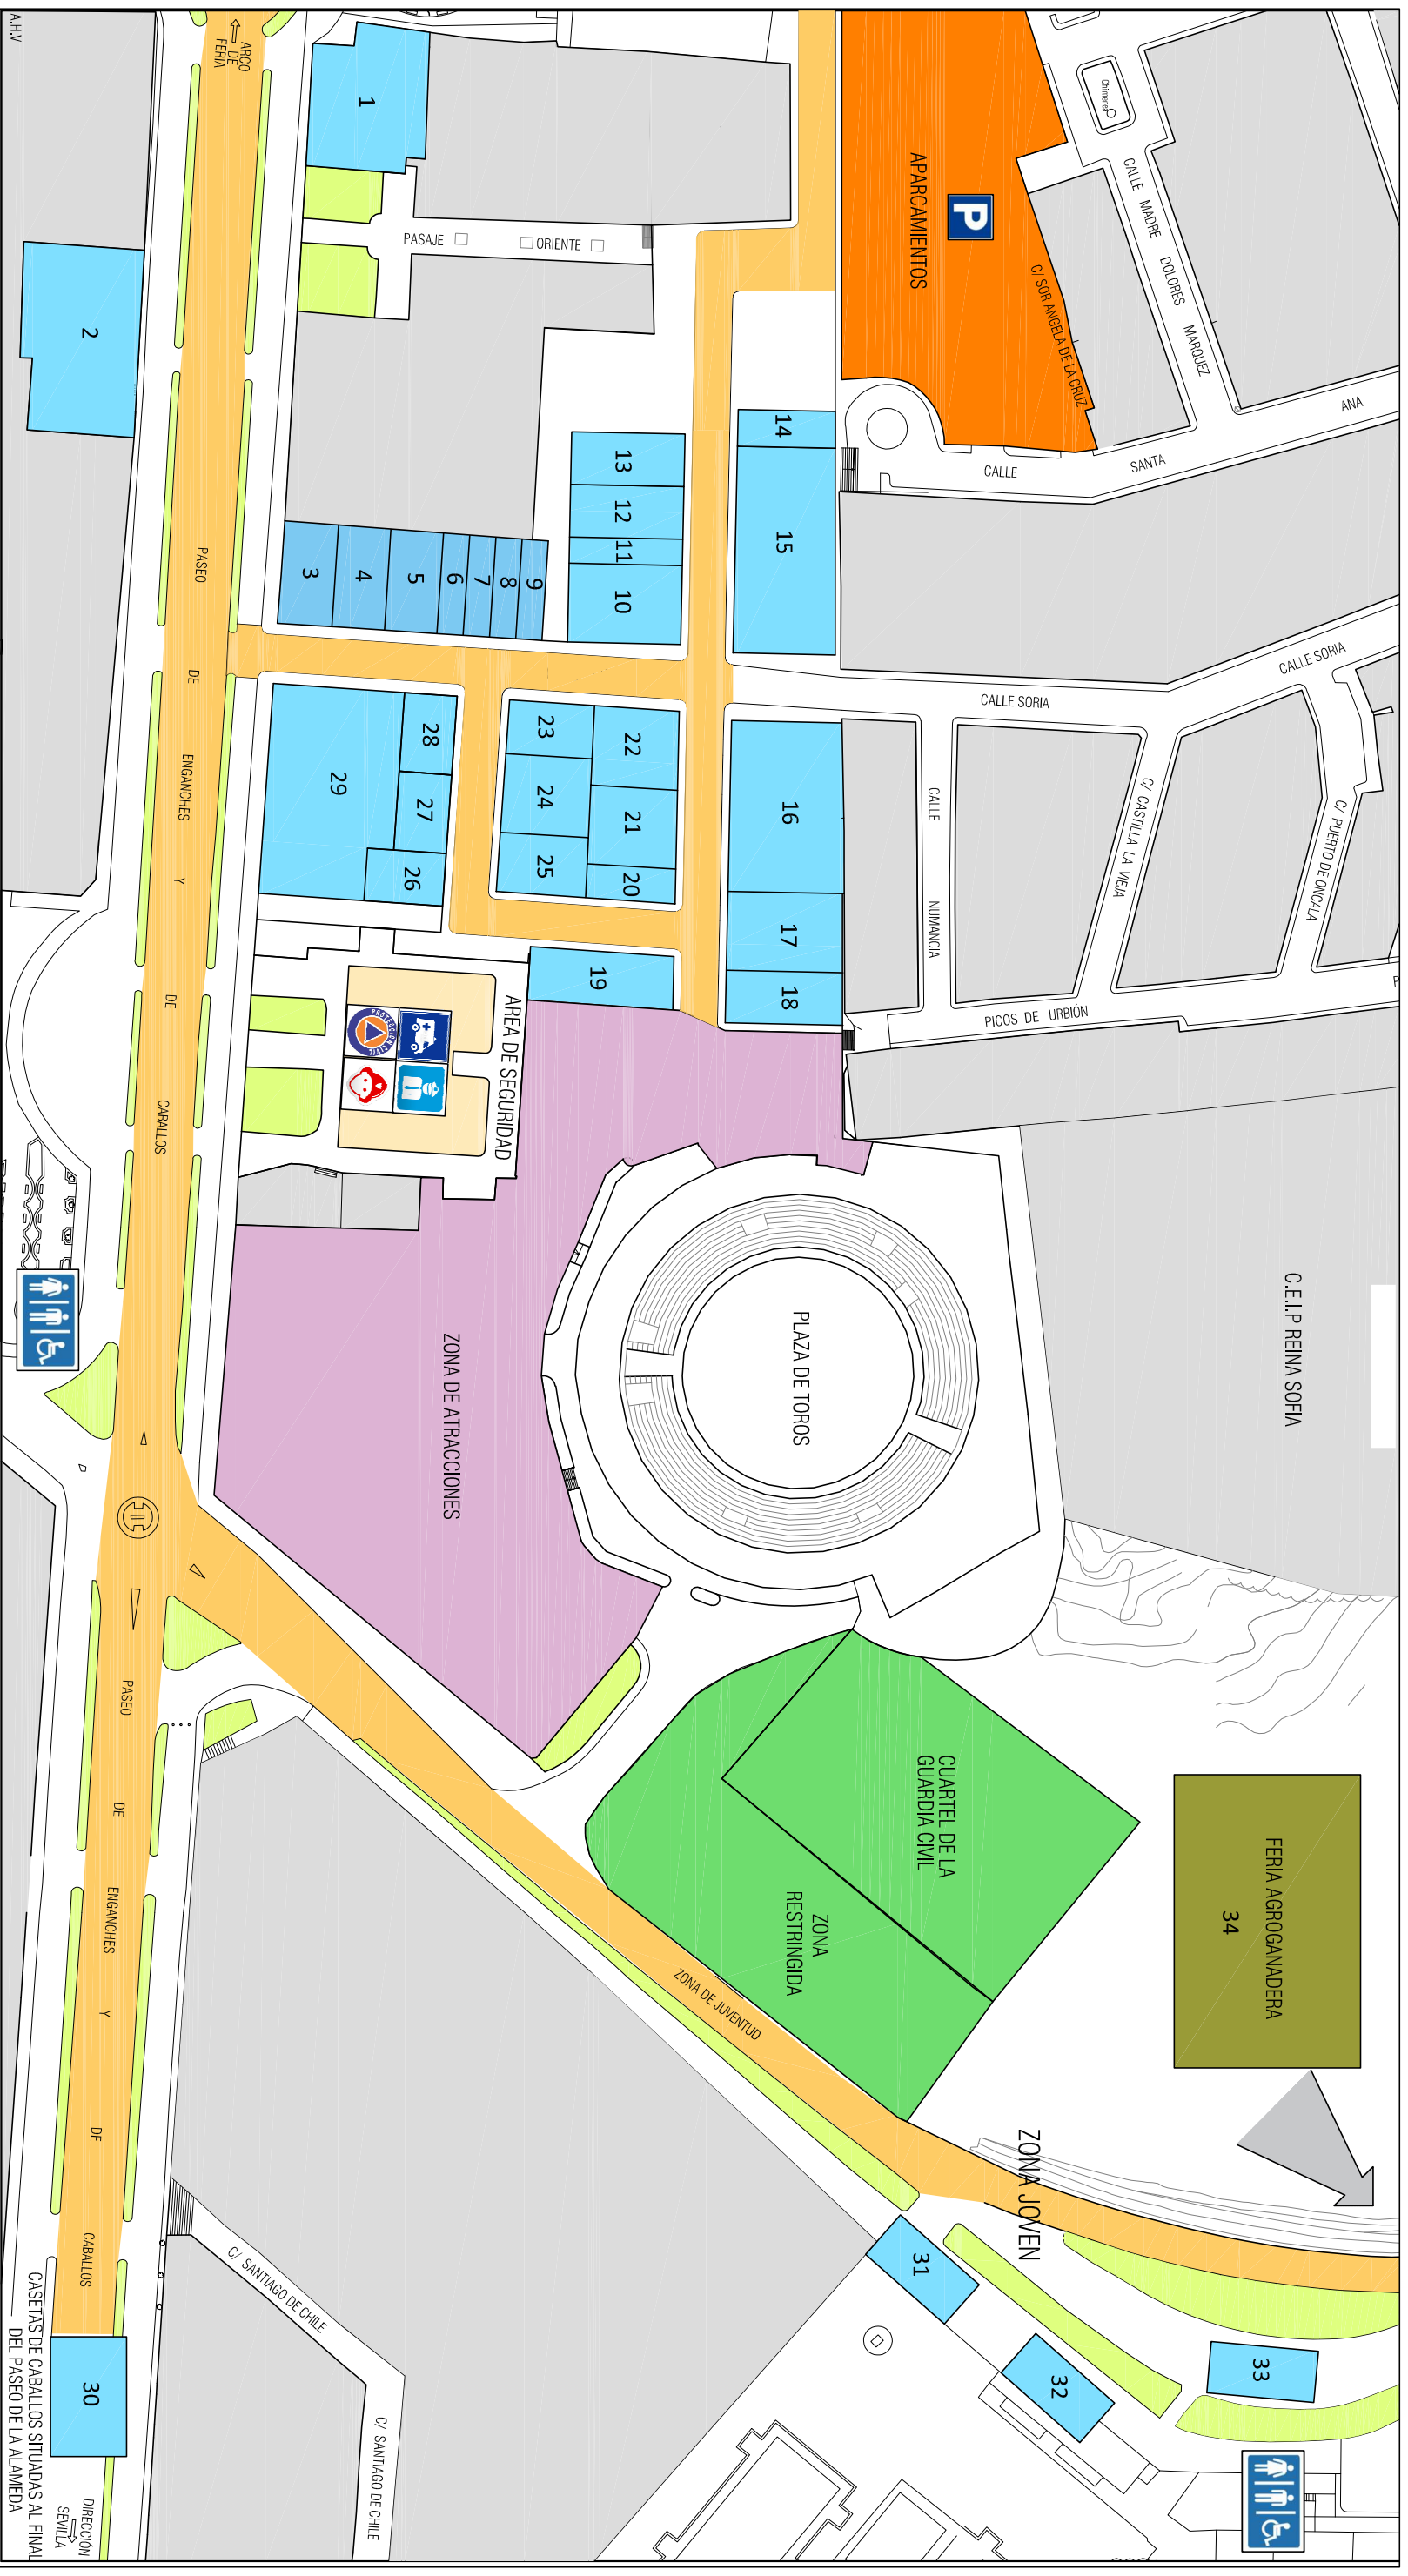 A.H.V
ARCO
DE
FERIA
1
2
PASAJE
ORIENTE
APARCAMIENTOS
P
C/ SOR ANGELA DE LA CRUZ
Chimenea
CALLE MADRE DOLORES MARQUEZ
CALLE
SANTA
ANA
PASEO
DE
ENGANCHES
Y
DE
CABALLOS
3
4
5
6
7
8
9
10
11
12
13
14
15
CALLE SORIA
CALLE SORIA
CALLE
NUMANCIA
C/ CASTILLA LA VIEJA
C/ PUERTO DE ONCALA
PICOS DE URBIÓN
P
16
17
18
19
20
21
22
23
24
25
26
27
28
29
AREA DE SEGURIDAD
PROTECCIÓN CIVIL
ZONA DE ATRACCIONES
PLAZA DE TOROS
C.E.I.P REINA SOFIA
CUARTEL DE LA
GUARDIA CIVIL
ZONA
RESTRINGIDA
FERIA AGROGANADERA
34
ZONA DE JUVENTUD
ZONA JOVEN
31
32
33
PASEO
DE
ENGANCHES
Y
DE
CABALLOS
C/ SANTIAGO DE CHILE
C/ SANTIAGO DE CHILE
30
CASETAS DE CABALLOS SITUADAS AL FINAL
DEL PASEO DE LA ALAMEDA
DIRECCIÓN
SEVILLA